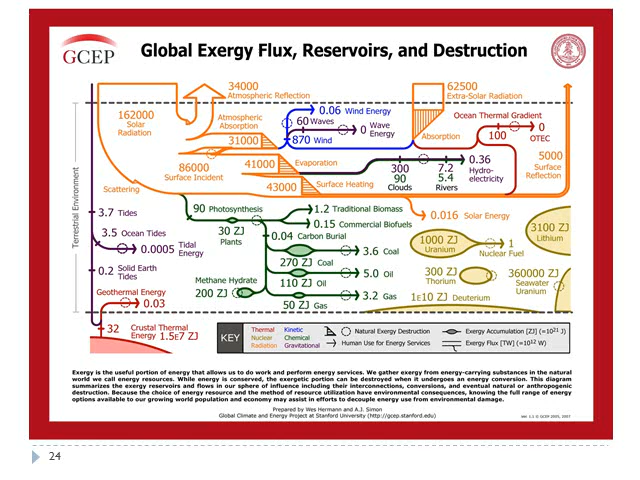 GCEP
Global Exergy Flux, Reservoirs, and Destruction
34000
Atmospheric Reflection
62500
Extra-Solar Radiation
162000
Solar
Radiation
Atmospheric
Absorption
31000
0.06 Wind Energy
60 Waves
0 Wave
Energy
870 Wind
Absorption
Ocean Thermal Gradient
100
0
OTEC
86000
Surface Incident
41000
Evaporation
43000
Surface Heating
300
90
Clouds
7.2
5.4
Rivers
0.36
Hydro-
electricity
5000
Surface
Reflection
Scattering
Terrestrial Environment
3.7 Tides
3.5 Ocean Tides
0.0005 Tidal
Energy
0.2 Solid Earth
Tides
Geothermal Energy
0.03
32 Crustal Thermal
Energy 1.5E7 ZJ
90 Photosynthesis
30 ZJ
Plants
1.2 Traditional Biomass
0.15 Commercial Biofuels
0.04 Carbon Burial
3.6 Coal
270 ZJ Coal
5.0 Oil
110 ZJ Oil
3.2 Gas
50 ZJ Gas
Methane Hydrate
200 ZJ
0.016 Solar Energy
1000 ZJ
Uranium
1
Nuclear Fuel
3100 ZJ
Lithium
300 ZJ
Thorium
360000 ZJ
Seawater
Uranium
1E10 ZJ Deuterium
KEY
Thermal Kinetic
Nuclear Chemical
Radiation Gravitational
Natural Exergy Destruction
Human Use for Energy Services
Exergy Accumulation [ZJ] (=10²¹ J)
Exergy Flux [TW] (=10¹² W)
Exergy is the useful portion of energy that allows us to do work and perform energy services. We gather exergy from energy-carrying substances in the natural
world we call energy resources. While energy is conserved, the exergetic portion can be destroyed when it undergoes an energy conversion. This diagram
summarizes the exergy reservoirs and flows in our sphere of influence including their interconnections, conversions, and eventual natural or anthropogenic
destruction. Because the choice of energy resource and the method of resource utilization have environmental consequences, knowing the full range of energy
options available to our growing world population and economy may assist in efforts to decouple energy use from environmental damage.
Prepared by Wes Hermann and A.J. Simon
Global Climate and Energy Project at Stanford University (http://gcep.stanford.edu)
24